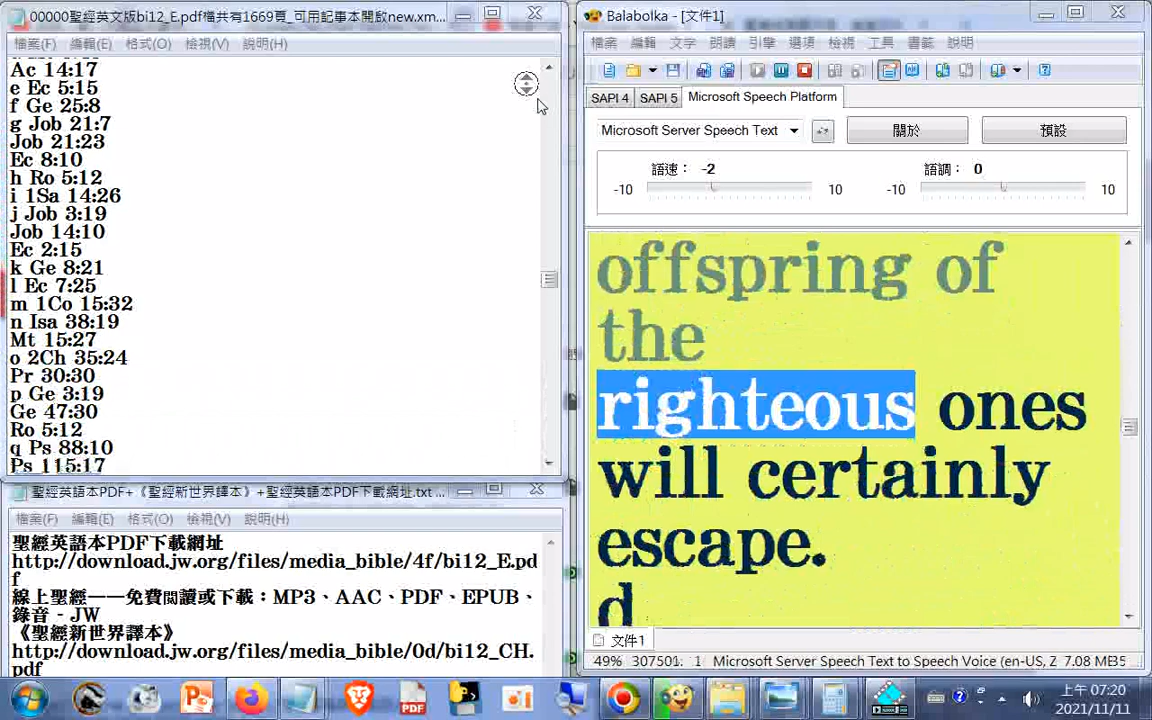 00000聖經英文版bi12_E.pdf檔共有1669頁_可用記事本開啟new.xm...
檔案(F) 編輯(E) 格式(O) 檢視(V) 說明(H)
Ac 14:17
e Ec 5:15
f Ge 25:8
g Job 21:7
Job 21:23
Ec 8:10
h Ro 5:12
i 1Sa 14:26
j Job 3:19
Job 14:10
Ec 2:15
k Ge 8:21
l Ec 7:25
m 1Co 15:32
n Isa 38:19
Mt 15:27
o 2Ch 35:24
Pr 30:30
p Ge 3:19
Ge 47:30
Ro 5:12
q Ps 88:10
Ps 115:17
聖經英語本PDF+《聖經新世界譯本》+聖經英語本PDF下載網址.txt ...
檔案(F) 編輯(E) 格式(O) 檢視(V) 說明(H)
聖經英語本PDF下載網址
http://download.jw.org/files/media_bible/4f/bi12_E.pd
f
線上聖經——免費閱讀或下載：MP3、AAC、PDF、EPUB、
錄音 - JW
《聖經新世界譯本》
http://download.jw.org/files/media_bible/0d/bi12_CH.
pdf
Balabolka - [文件1]
檔案 編輯 文字 朗讀 引擎 選項 檢視 工具 書籤 說明
SAPI 4 SAPI 5 Microsoft Speech Platform
Microsoft Server Speech Text 關於 預設
語速： -2 語調： 0
-10 10 -10 10
offspring of
the
righteous ones
will certainly
escape.
d
文件1
49% 307501: 1 Microsoft Server Speech Text to Speech Voice (en-US, Z 7.08 MB
上午 07:20
2021/11/11